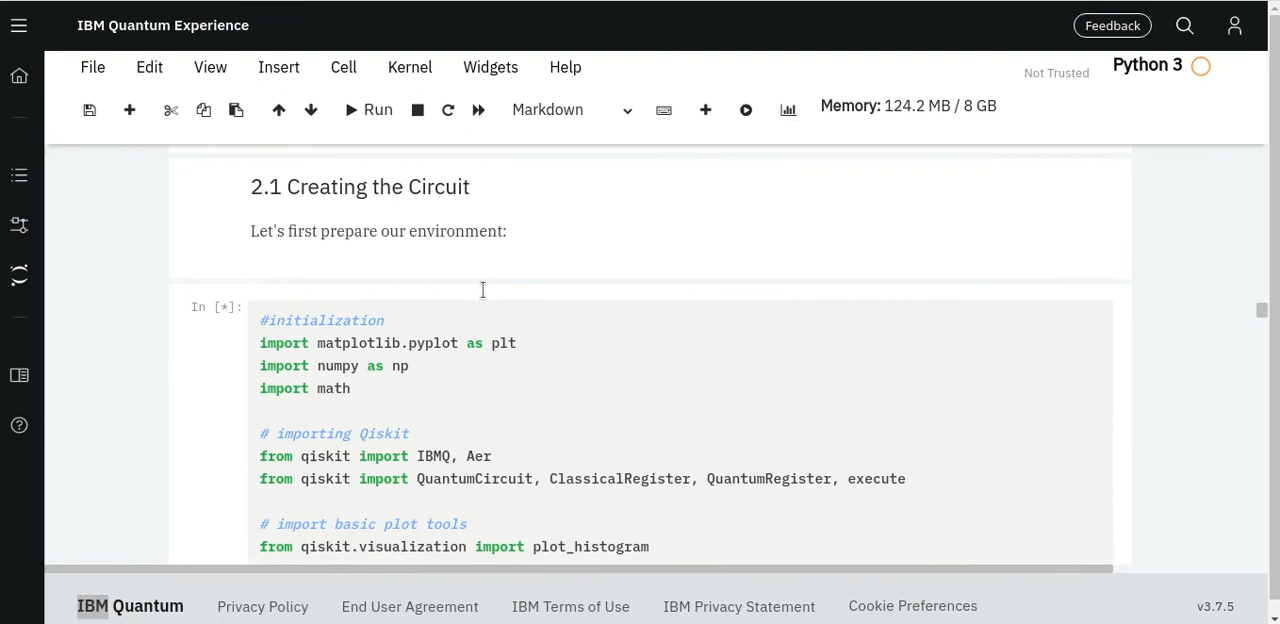 IBM Quantum Experience
Feedback
File Edit View Insert Cell Kernel Widgets Help
Not Trusted
Python 3
Run
Markdown
Memory: 124.2 MB / 8 GB
2.1 Creating the Circuit
Let's first prepare our environment:
In [*]:
#initialization
import matplotlib.pyplot as plt
import numpy as np
import math
# importing Qiskit
from qiskit import IBMQ, Aer
from qiskit import QuantumCircuit, ClassicalRegister, QuantumRegister, execute
# import basic plot tools
from qiskit.visualization import plot_histogram
IBM Quantum Privacy Policy End User Agreement IBM Terms of Use IBM Privacy Statement Cookie Preferences v3.7.5